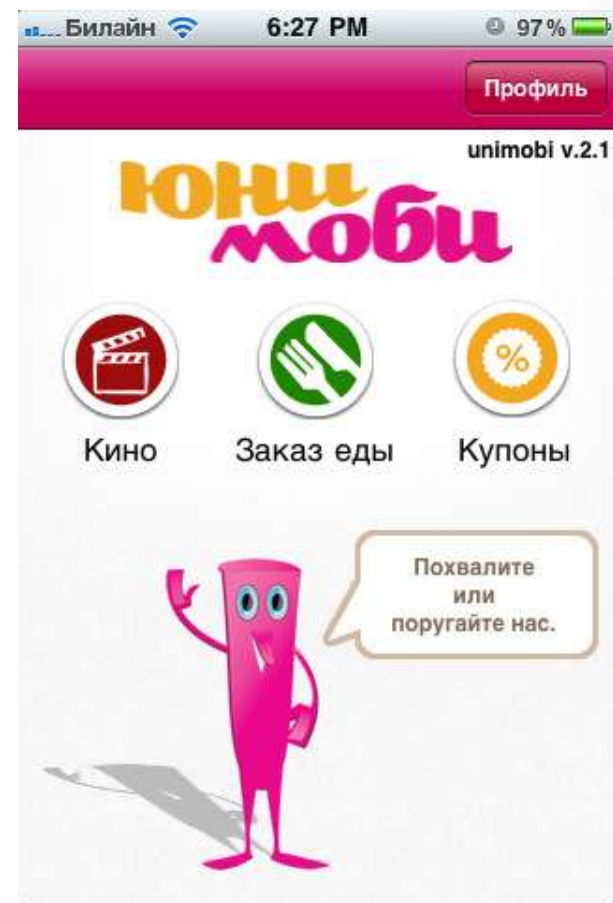 Билайн 6:27 PM 97%
Профиль
unimobi v.2.1
юни
моби
%
Кино Заказ еды Купоны
Похвалите
или
поругайте нас.